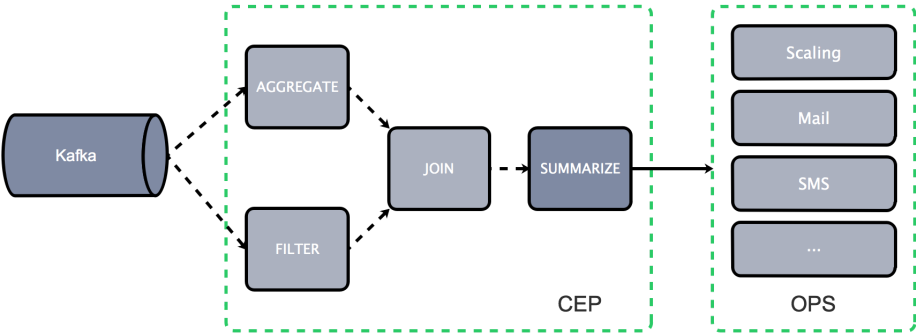 Kafka
AGGREGATE
FILTER
JOIN
SUMMARIZE
CEP
Scaling
Mail
SMS
...
OPS